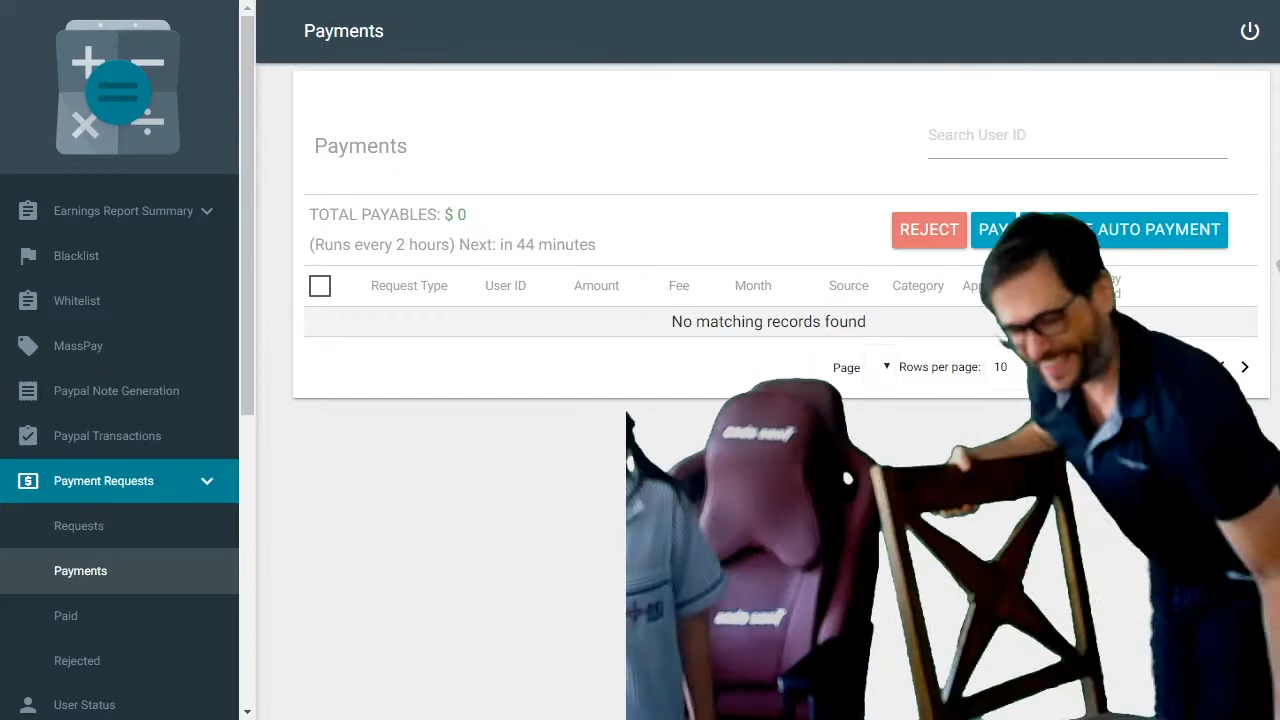 Payments
Payments
Search User ID
TOTAL PAYABLES: $ 0
(Runs every 2 hours) Next: in 44 minutes
REJECT
PAY
AUTO PAYMENT
Request Type
User ID
Amount
Fee
Month
Source
Category
No matching records found
Page
Rows per page:
10
Earnings Report Summary
Blacklist
Whitelist
MassPay
Paypal Note Generation
Paypal Transactions
Payment Requests
Requests
Payments
Paid
Rejected
User Status